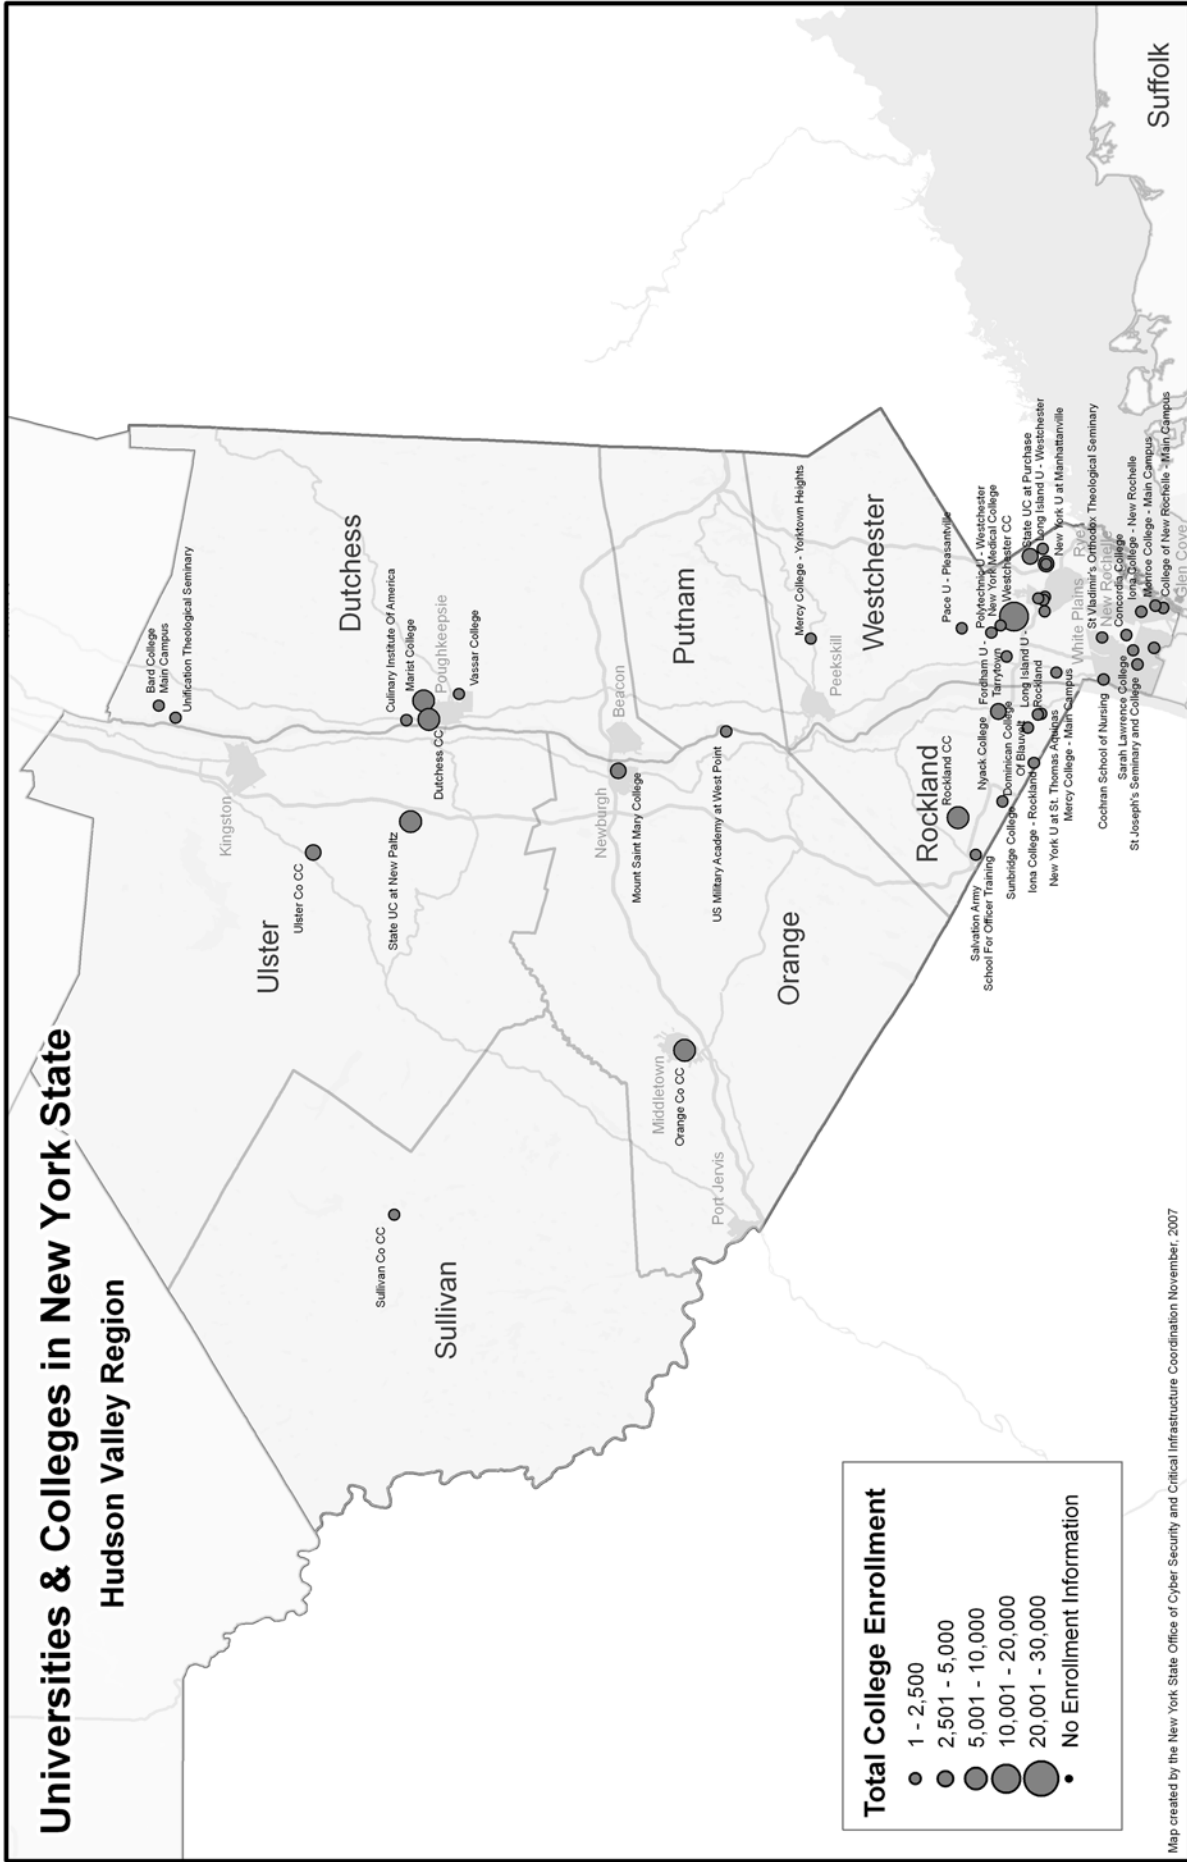 Universities & Colleges in New York State
Hudson Valley Region
Bard College
Main Campus
Unification Theological Seminary
Kingston
Ulster
Ulster Co CC
Dutchess
Culinary Institute Of America
Marist College
Poughkeepsie
Vassar College
Dutchess CC
State UC at New Paltz
Sullivan Co CC
Sullivan
Newburgh
Beacon
Mount Saint Mary College
Middletown
Orange Co CC
Port Jervis
Orange
US Military Academy at West Point
Putnam
Mercy College - Yorktown Heights
Peekskill
Westchester
Rockland
Rockland CC
Pace U - Pleasantville
Salvation Army
School For Officer Training
Nyack College
Fordham U -
Tarrytown
Polytechnic U - Westchester
New York Medical College
Westchester CC
Sunbridge College
Dominican College
Of Blauvelt
Long Island U -
Rockland
State UC at Purchase
Long Island U - Westchester
New York U at Manhattanville
Iona College - Rockland
New York U at St. Thomas Aquinas
Mercy College - Main Campus
White Plains
Rye
St Vladimir's Orthodox Theological Seminary
New Rochelle
Cochran School of Nursing
Concordia College
Sarah Lawrence College
Iona College - New Rochelle
St Joseph's Seminary and College
Monroe College - Main Campus
College of New Rochelle - Main Campus
Glen Cove
Suffolk
Total College Enrollment
1 - 2,500
2,501 - 5,000
5,001 - 10,000
10,001 - 20,000
20,001 - 30,000
No Enrollment Information
Map created by the New York State Office of Cyber Security and Critical Infrastructure Coordination November, 2007